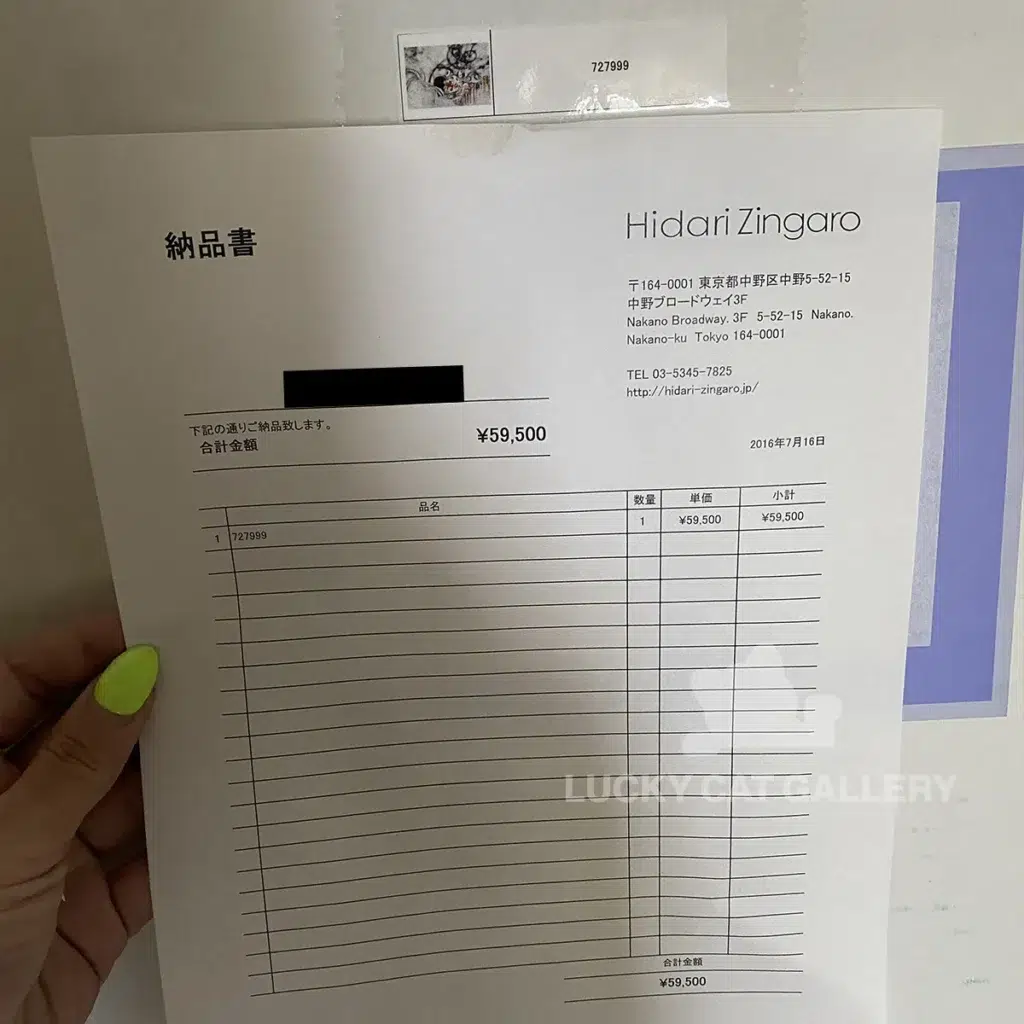 727999
納品書
Hidari Zingaro
〒164-0001 東京都中野区中野5-52-15
中野ブロードウェイ3F
Nakano Broadway. 3F 5-52-15 Nakano.
Nakano-ku Tokyo 164-0001
TEL 03-5345-7825
http://hidari-zingaro.jp/
下記の通りご納品致します。
合計金額 ¥59,500
2016年7月16日
品名 数量 単価 小計
1 727999 1 ¥59,500 ¥59,500
LUCKY CAT GALLERY
合計金額
¥59,500